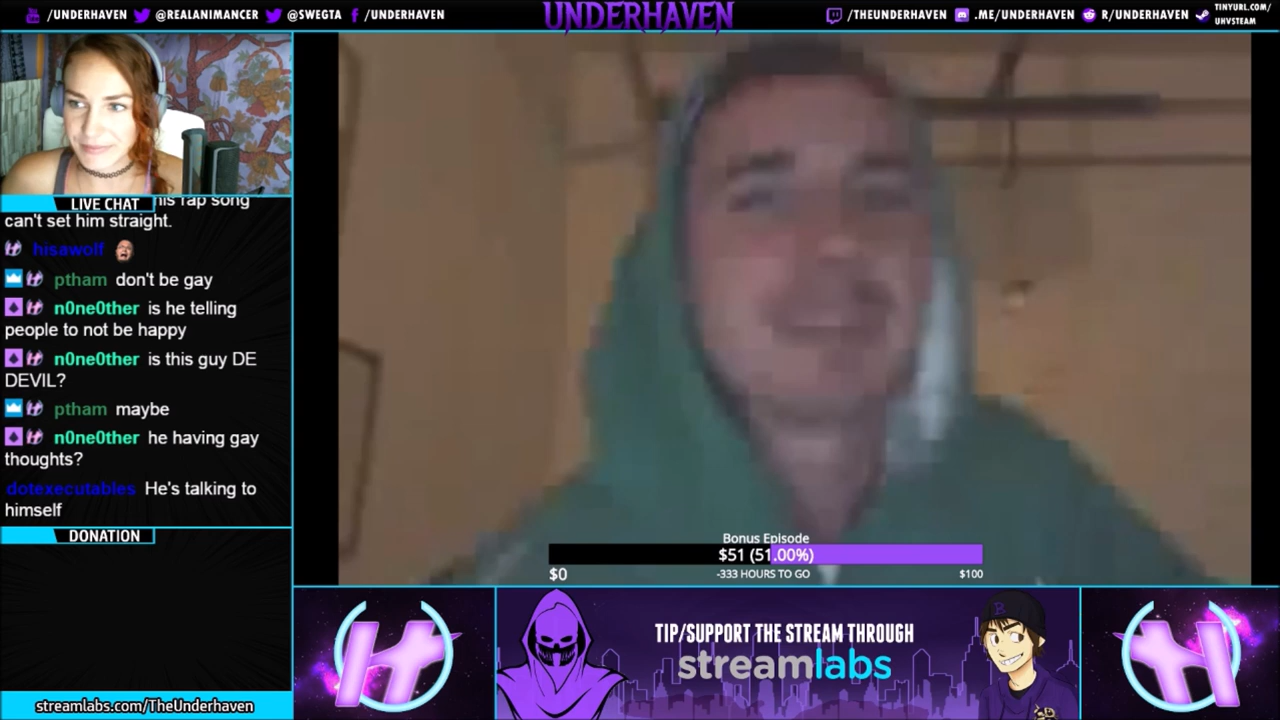 /UNDERHAVEN @REALANIMANCER @SWEGTA /UNDERHAVEN
UNDERHAVEN
/THEUNDERHAVEN .ME/UNDERHAVEN R/UNDERHAVEN TINYURL.COM/
UHVSTEAM
LIVE CHAT
his rap song
can't set him straight.
hisawolf
ptham don't be gay
n0ne0ther is he telling
people to not be happy
n0ne0ther is this guy DE
DEVIL?
ptham maybe
n0ne0ther he having gay
thoughts?
dotexecutables He's talking to
himself
DONATION
Bonus Episode
$51 (51.00%)
$0 -333 HOURS TO GO $100
TIP/SUPPORT THE STREAM THROUGH
streamlabs
streamlabs.com/TheUnderhaven